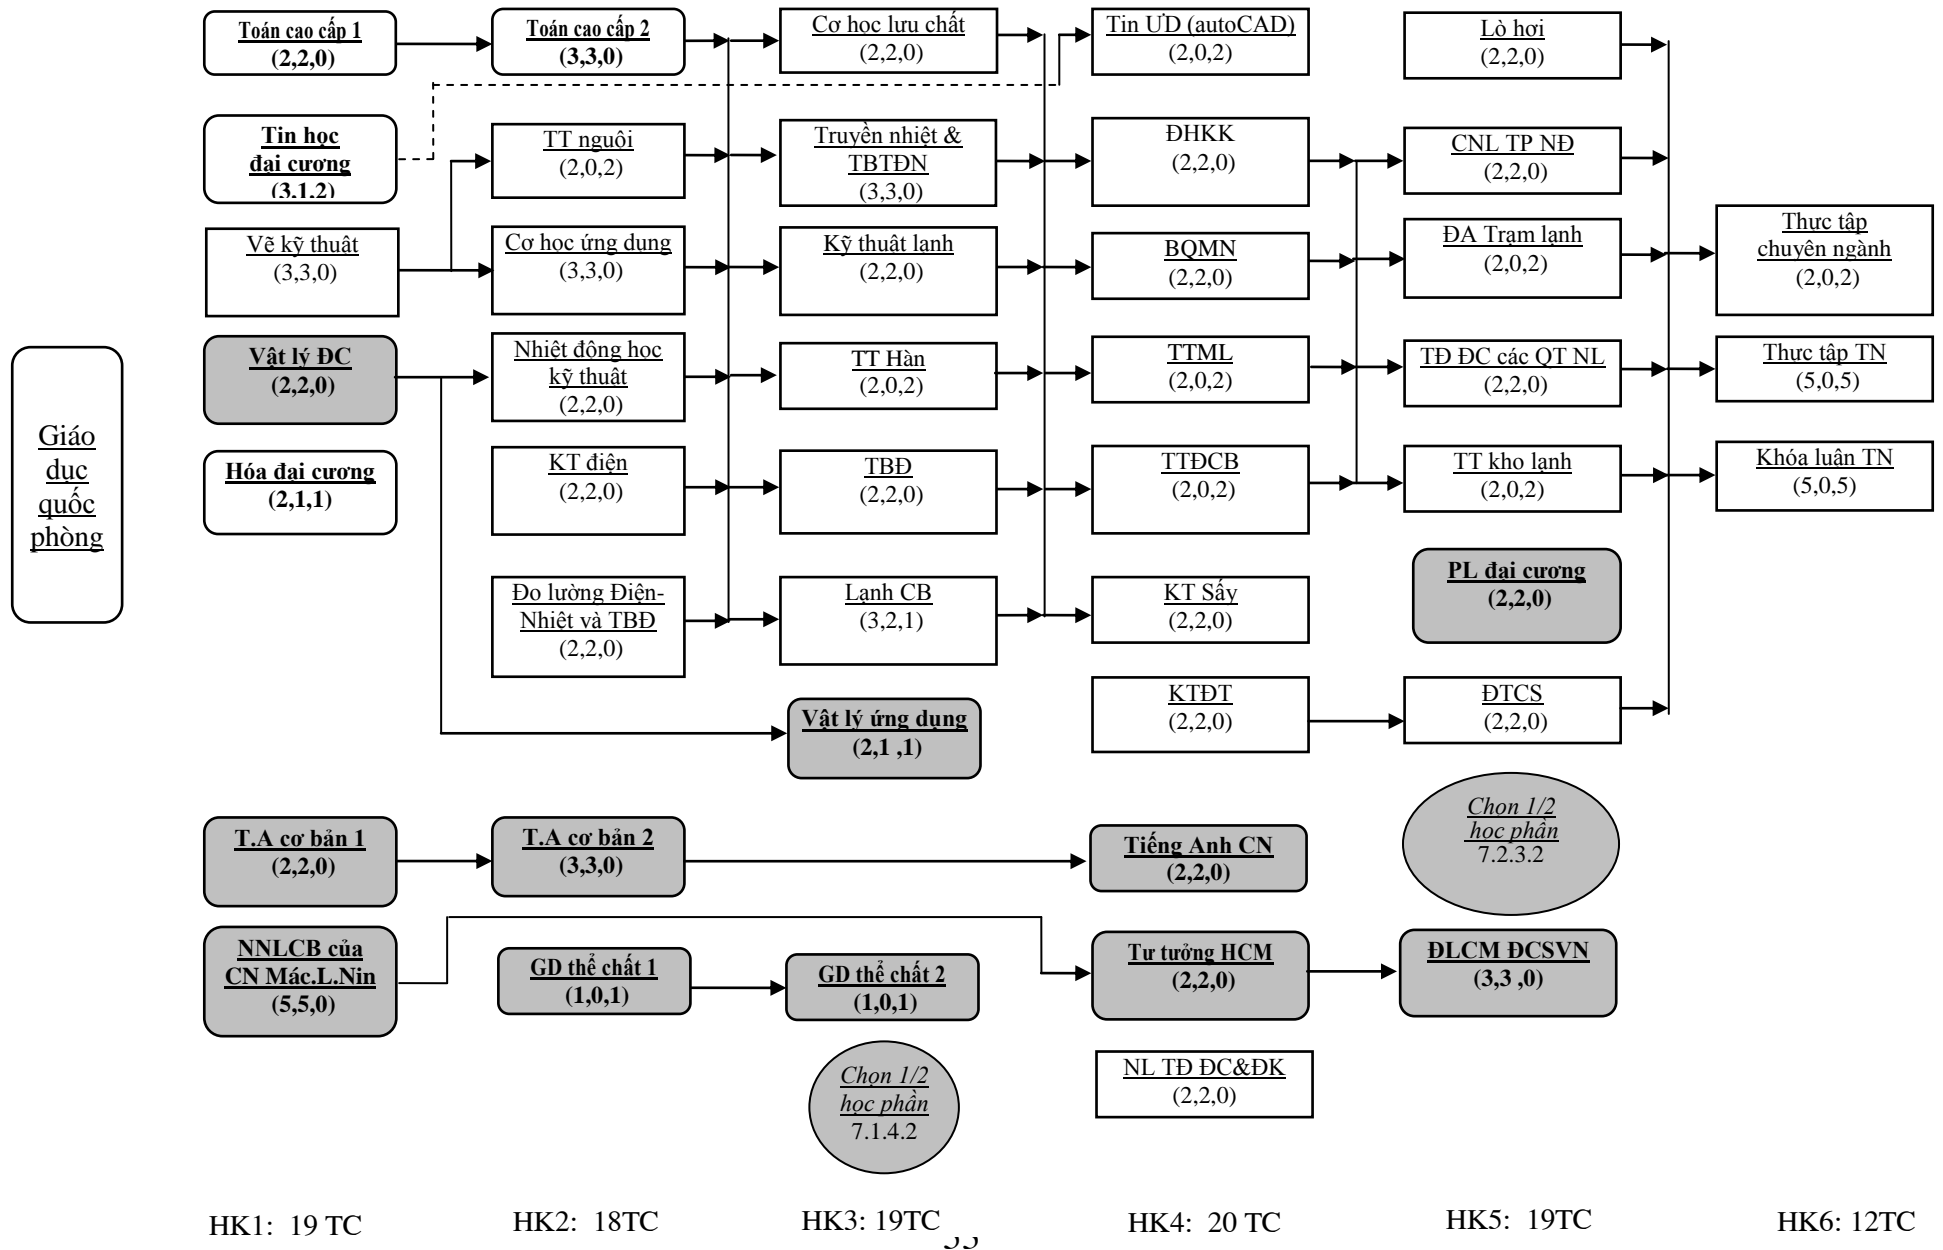 Giáo
dục
quốc
phòng
Toán cao cấp 1
(2,2,0)
Tin học
đại cương
(3,1,2)
Vẽ kỹ thuật
(3,3,0)
Vật lý ĐC
(2,2,0)
Hóa đại cương
(2,1,1)
T.A cơ bản 1
(2,2,0)
NNLCB của
CN Mác.L.Nin
(5,5,0)
HK1: 19 TC
Toán cao cấp 2
(3,3,0)
TT nguội
(2,0,2)
Cơ học ứng dụng
(3,3,0)
Nhiệt động học
kỹ thuật
(2,2,0)
KT điện
(2,2,0)
Đo lường Điện-
Nhiệt và TBĐ
(2,2,0)
T.A cơ bản 2
(3,3,0)
GD thể chất 1
(1,0,1)
HK2: 18TC
Cơ học lưu chất
(2,2,0)
Truyền nhiệt &
TBTĐN
(3,3,0)
Kỹ thuật lạnh
(2,2,0)
TT Hàn
(2,0,2)
TBĐ
(2,2,0)
Lạnh CB
(3,2,1)
Vật lý ứng dụng
(2,1 ,1)
GD thể chất 2
(1,0,1)
Chọn 1/2
học phần
7.1.4.2
HK3: 19TC
Tin ƯD (autoCAD)
(2,0,2)
ĐHKK
(2,2,0)
BQMN
(2,2,0)
TTML
(2,0,2)
TTĐCB
(2,0,2)
KT Sấy
(2,2,0)
KTĐT
(2,2,0)
Tiếng Anh CN
(2,2,0)
Tư tưởng HCM
(2,2,0)
NL TĐ ĐC&ĐK
(2,2,0)
HK4: 20 TC
Lò hơi
(2,2,0)
CNL TP NĐ
(2,2,0)
ĐA Trạm lạnh
(2,0,2)
TĐ ĐC các QT NL
(2,2,0)
TT kho lạnh
(2,0,2)
PL đại cương
(2,2,0)
ĐTCS
(2,2,0)
Chọn 1/2
học phần
7.2.3.2
ĐLCM ĐCSVN
(3,3 ,0)
HK5: 19TC
Thực tập
chuyên ngành
(2,0,2)
Thực tập TN
(5,0,5)
Khóa luận TN
(5,0,5)
HK6: 12TC